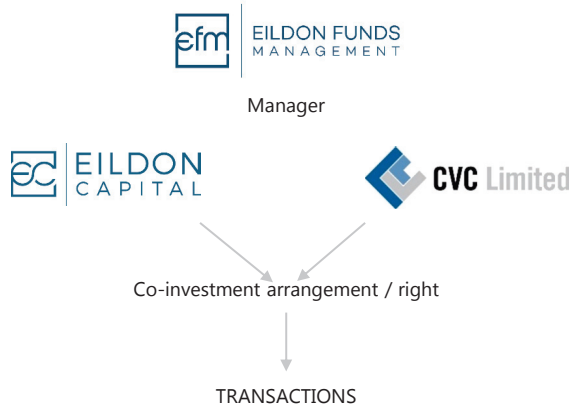 efm EILDON FUNDS
MANAGEMENT
Manager
EC EILDON
CAPITAL
CVC Limited
Co-investment arrangement / right
TRANSACTIONS